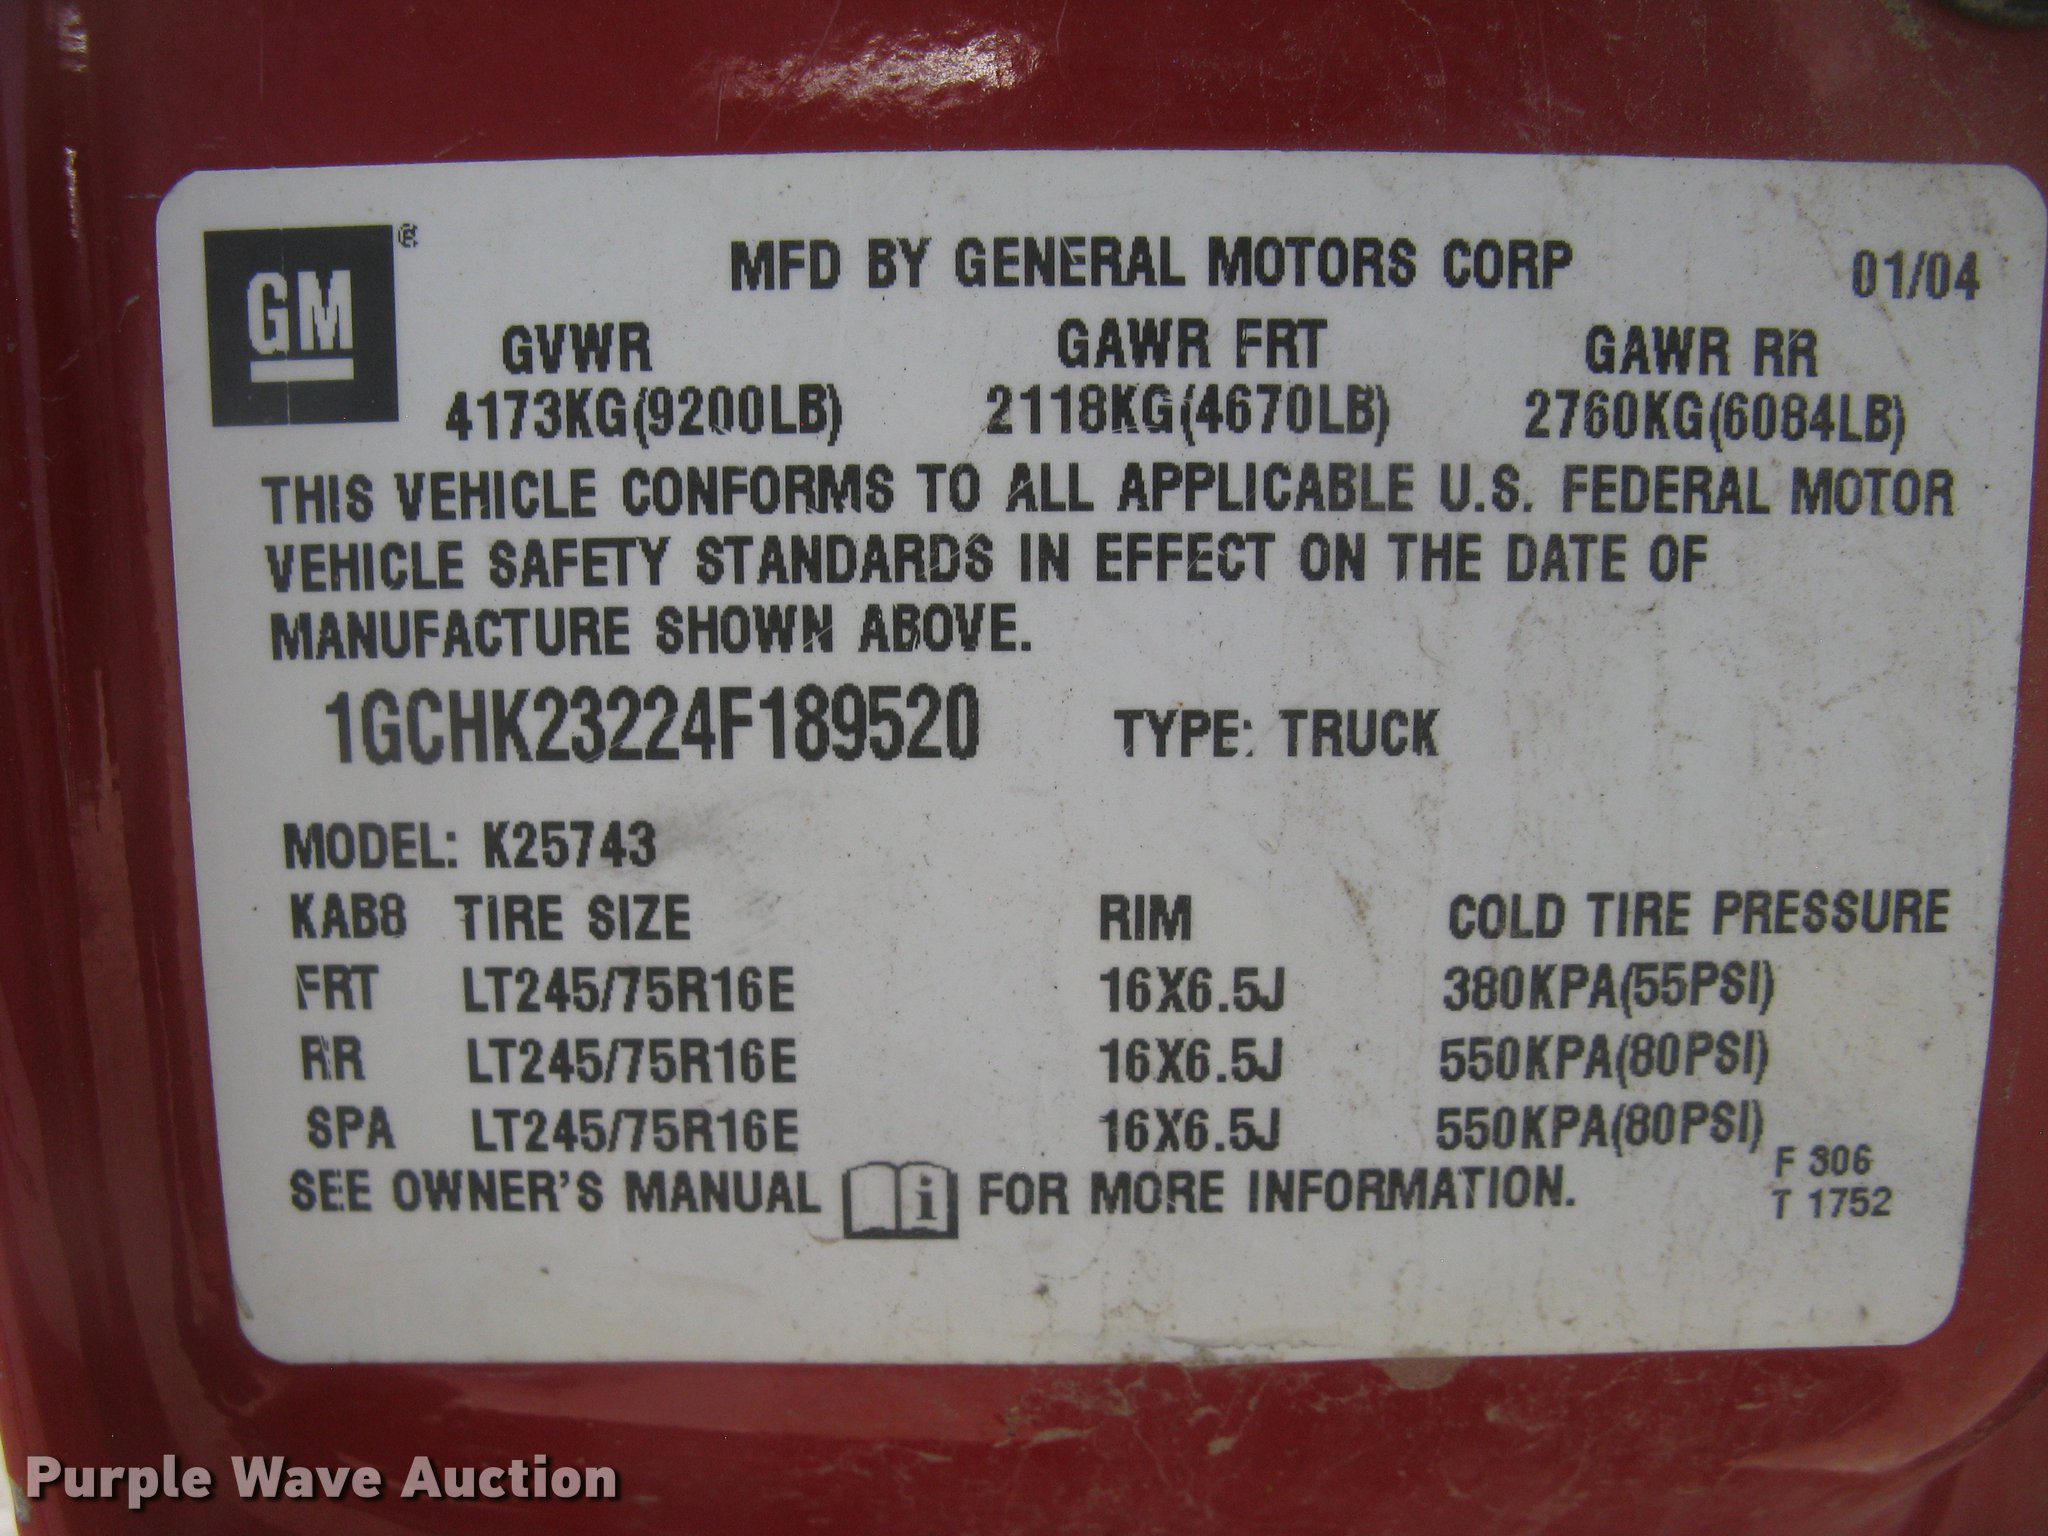 GM ®
MFD BY GENERAL MOTORS CORP 01/04
GVWR GAWR FRT GAWR RR
4173KG(9200LB) 2118KG(4670LB) 2760KG(6084LB)
THIS VEHICLE CONFORMS TO ALL APPLICABLE U.S. FEDERAL MOTOR
VEHICLE SAFETY STANDARDS IN EFFECT ON THE DATE OF
MANUFACTURE SHOWN ABOVE.
1GCHK23224F189520 TYPE: TRUCK
MODEL: K25743
KAB8 TIRE SIZE RIM COLD TIRE PRESSURE
FRT LT245/75R16E 16X6.5J 380KPA(55PSI)
RR LT245/75R16E 16X6.5J 550KPA(80PSI)
SPA LT245/75R16E 16X6.5J 550KPA(80PSI)
SEE OWNER'S MANUAL i FOR MORE INFORMATION.
F 306
T 1752
Purple Wave Auction